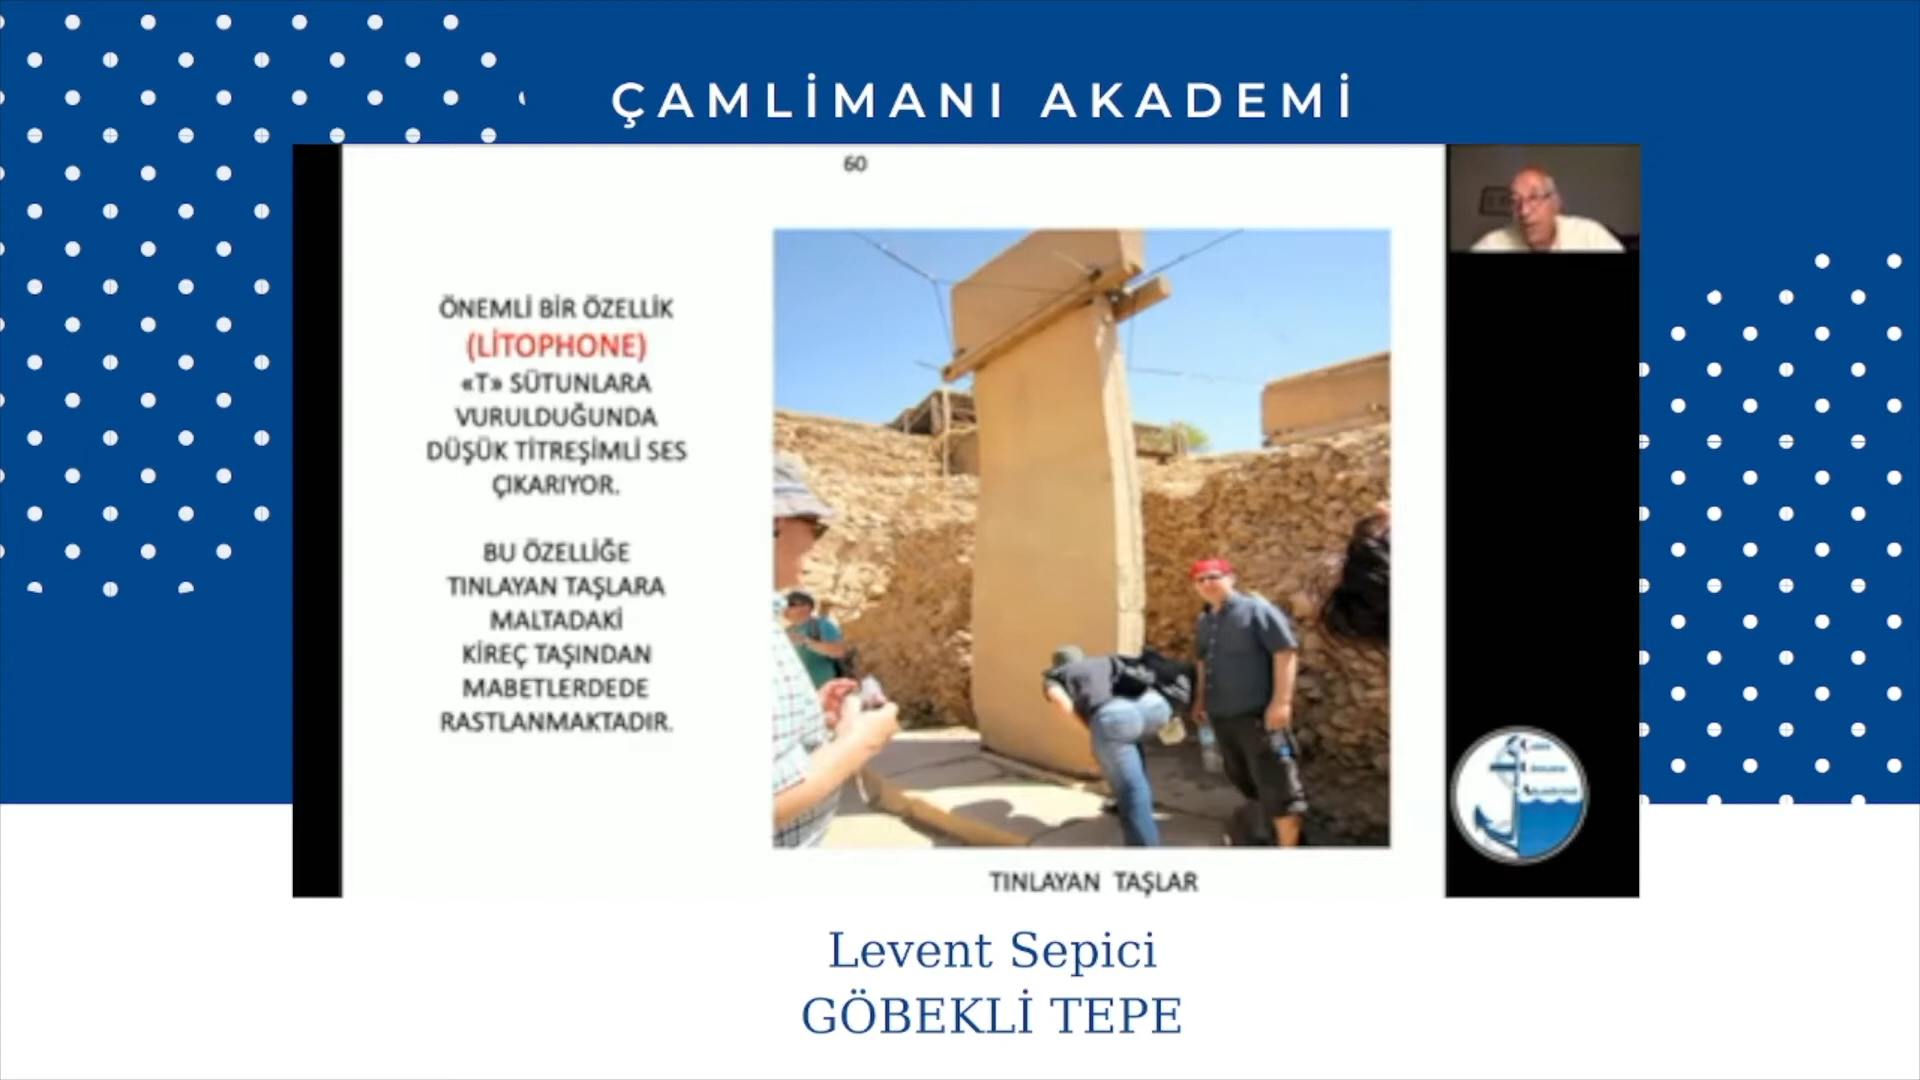 ÇAMLİMANI AKADEMİ
60
ÖNEMLİ BİR ÖZELLİK
(LİTOPHONE)
«T» SÜTUNLARA
VURULDUĞUNDA
DÜŞÜK TİTREŞİMLİ SES
ÇIKARIYOR.
BU ÖZELLİĞE
TINLAYAN TAŞLARA
MALTADAKİ
KİREÇ TAŞINDAN
MABETLERDEDE
RASTLANMAKTADIR.
TINLAYAN TAŞLAR
Levent Sepici
GÖBEKLİ TEPE